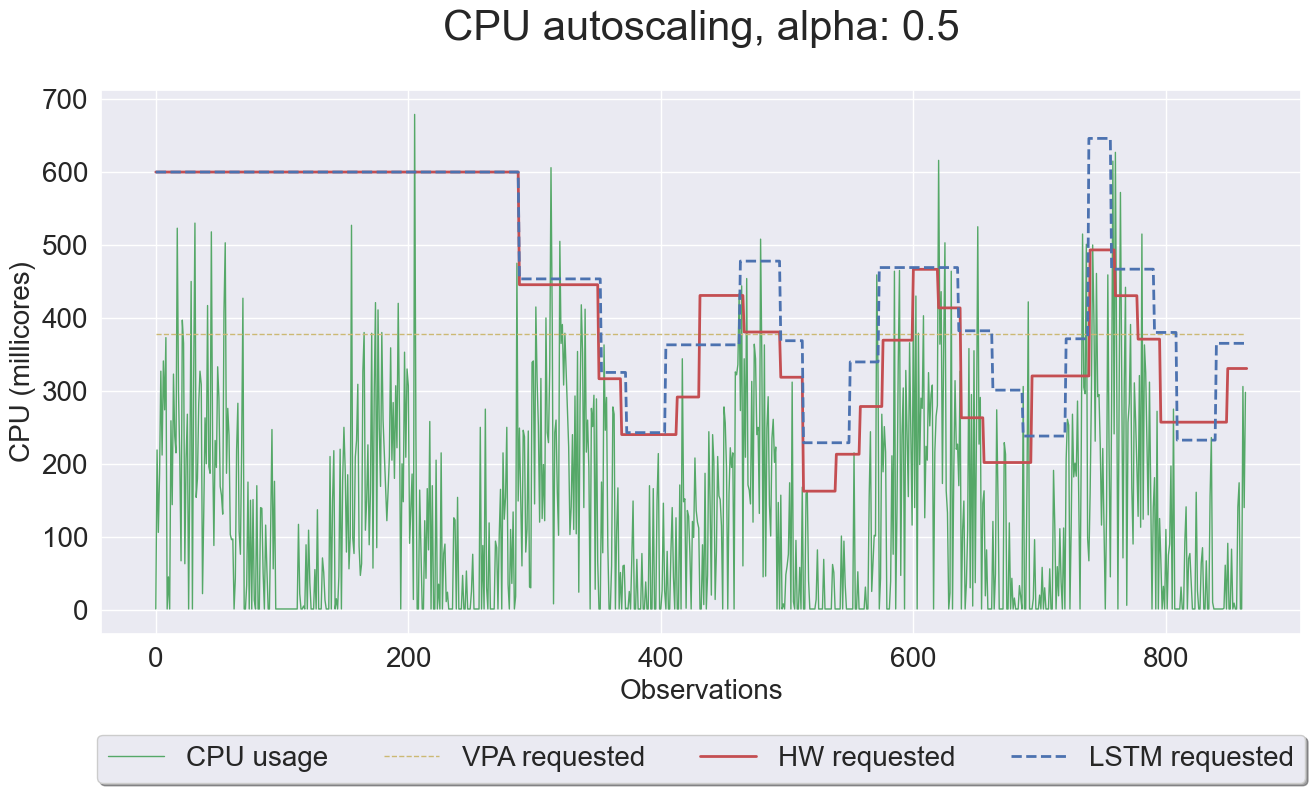 CPU autoscaling, alpha: 0.5
700
600
500
400
300
200
100
0
CPU (millicores)
0 200 400 600 800
Observations
CPU usage VPA requested HW requested LSTM requested